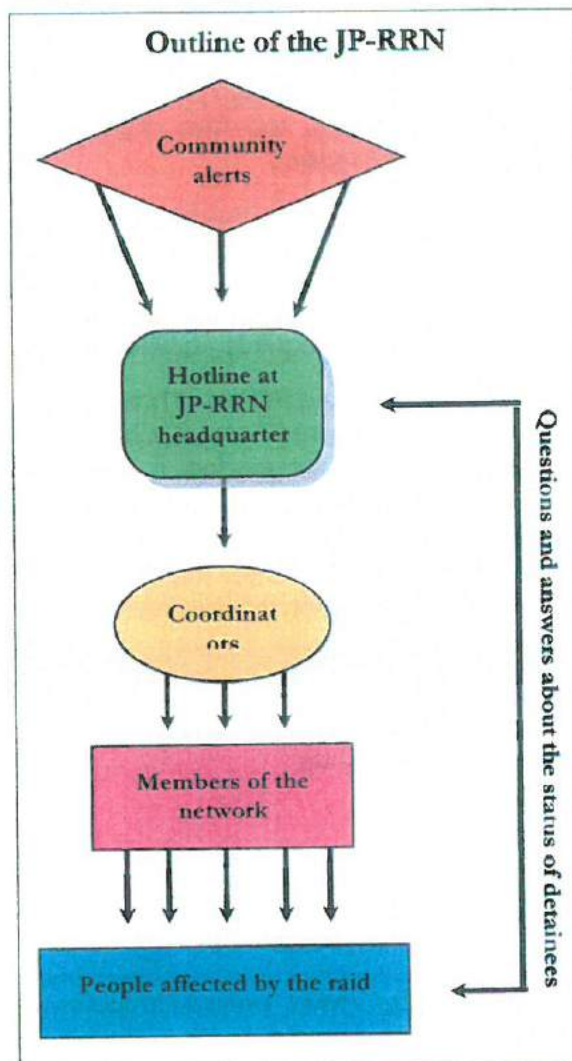 Outline of the JP-RRN
Community
alerts
Hotline at
JP-RRN
headquarter
Coordinat
ors
Members of the
network
People affected by the raid
Questions and answers about the status of detainees